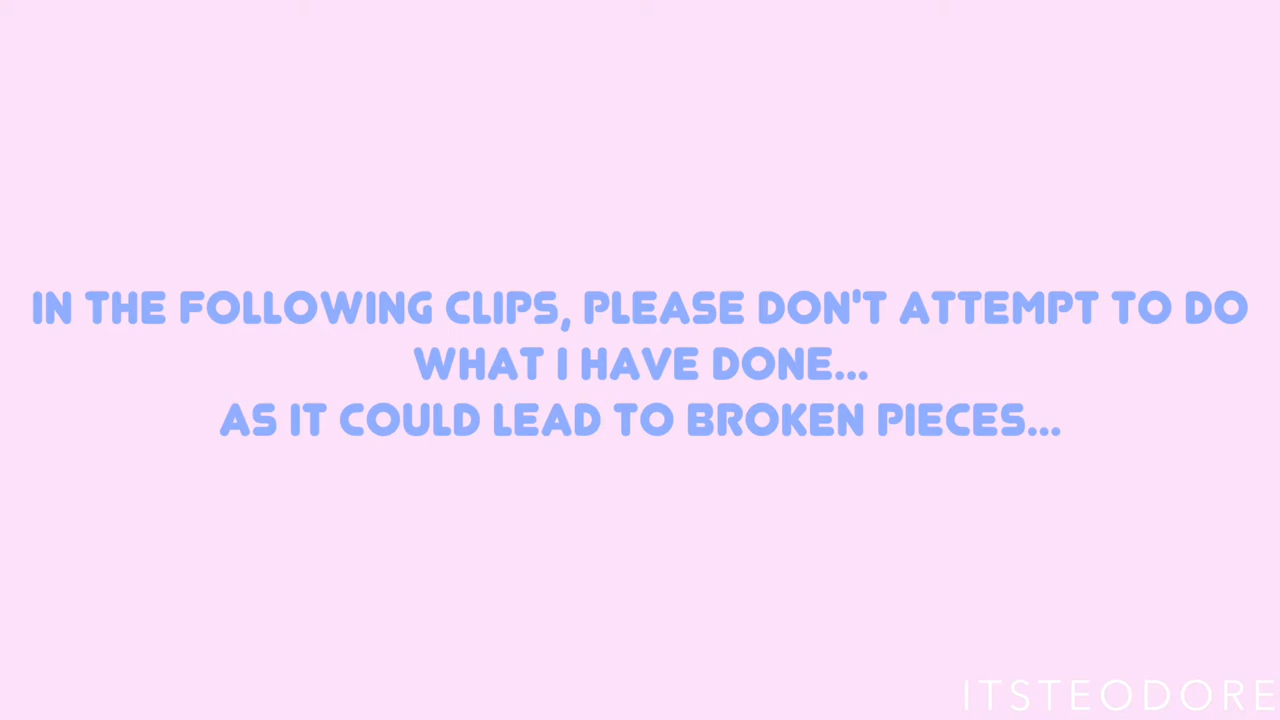 IN THE FOLLOWING CLIPS, PLEASE DON'T ATTEMPT TO DO
WHAT I HAVE DONE...
AS IT COULD LEAD TO BROKEN PIECES...
ITSTEODORE